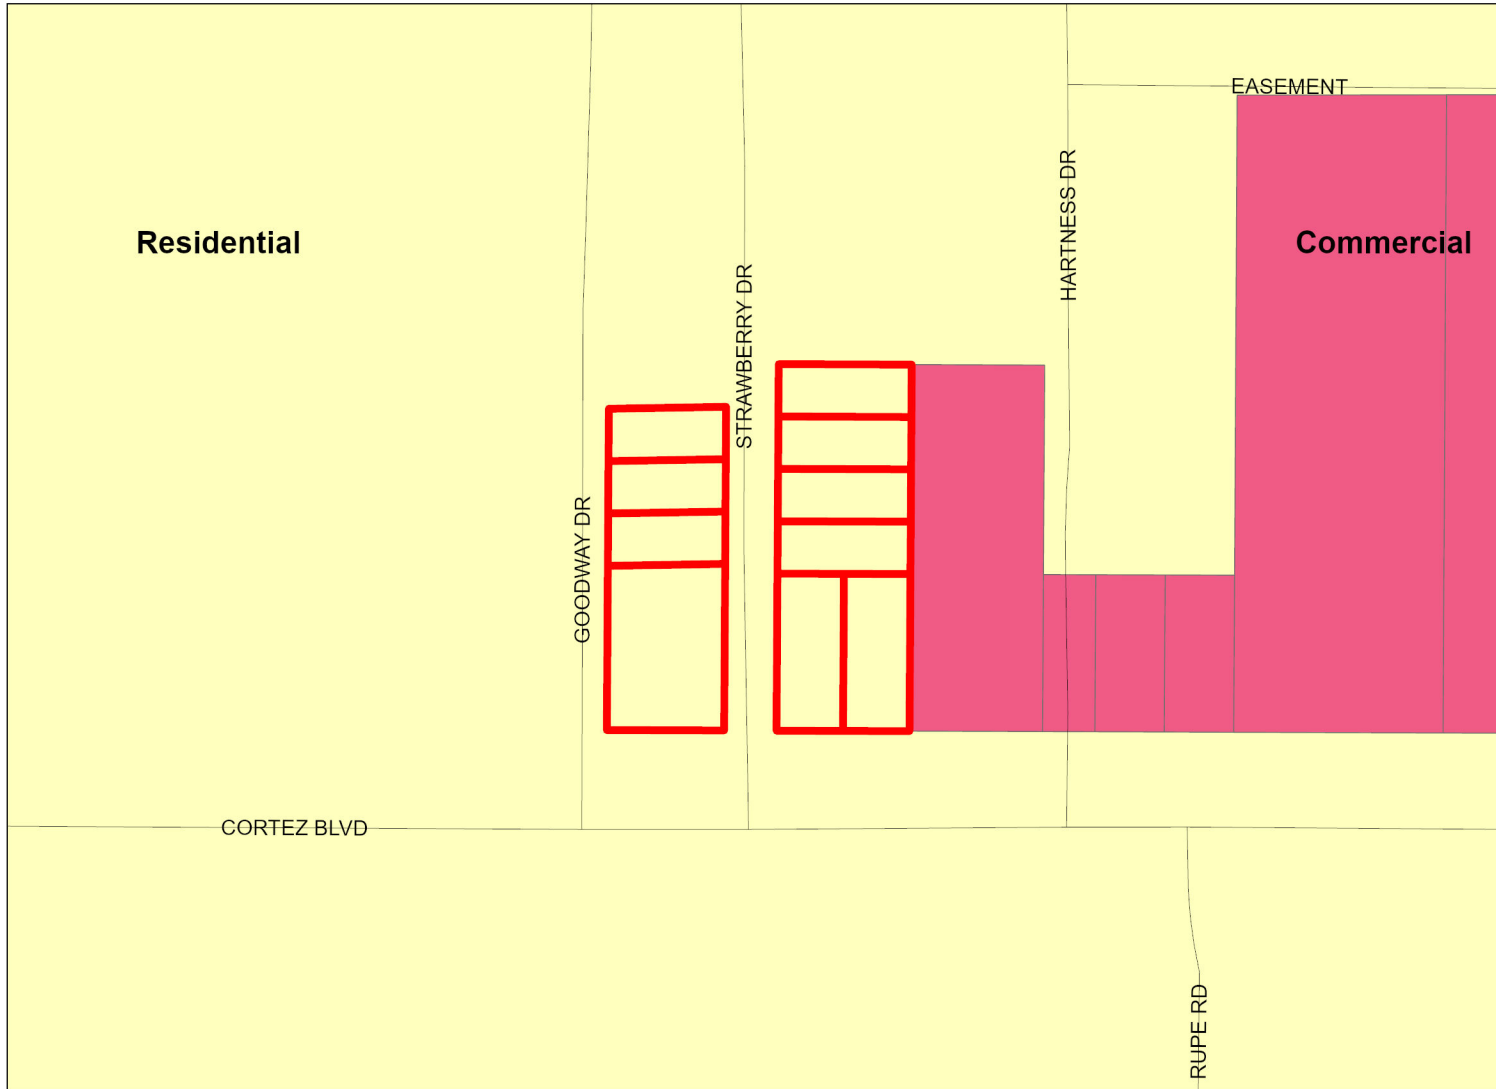 EASEMENT
HARTNESS DR
Residential
Commercial
STRAWBERRY DR
GOODWAY DR
CORTEZ BLVD
RUPE RD